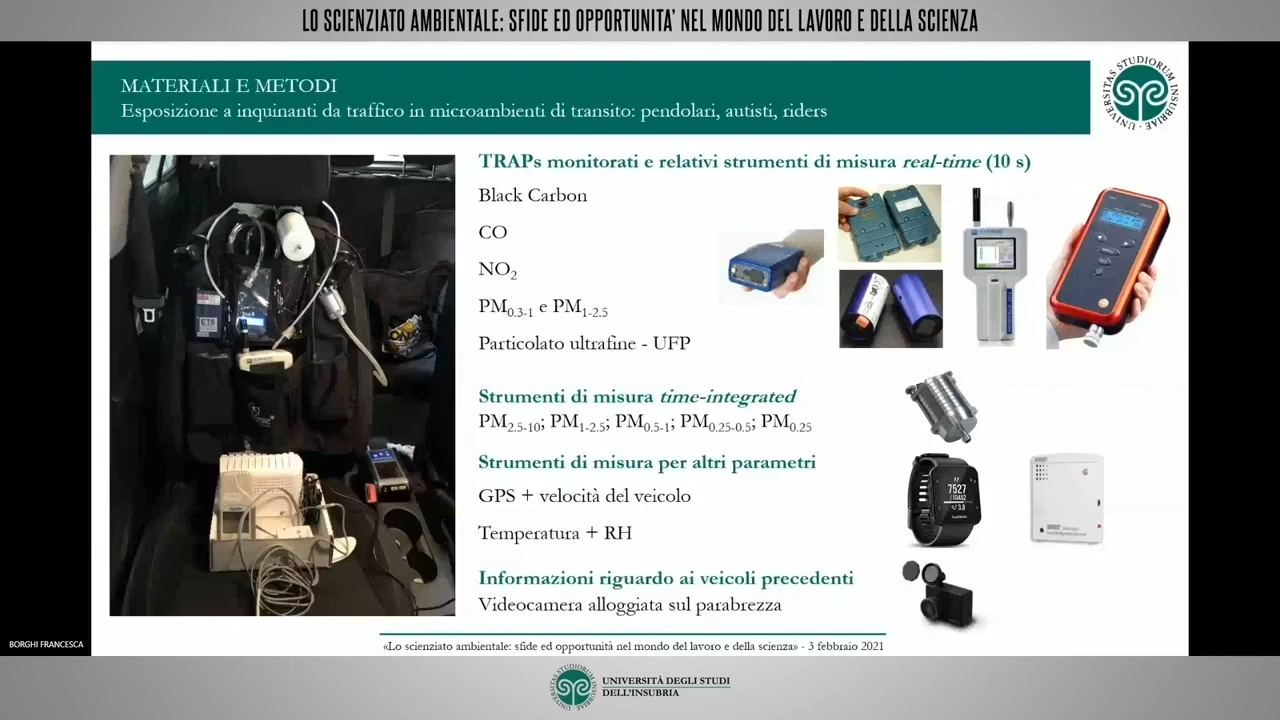 LO SCIENZIATO AMBIENTALE: SFIDE ED OPPORTUNITA' NEL MONDO DEL LAVORO E DELLA SCIENZA
MATERIALI E METODI
Esposizione a inquinanti da traffico in microambienti di transito: pendolari, autisti, riders
UNIVERSITAS STUDIORUM INSUBRIAE
TRAPs monitorati e relativi strumenti di misura real-time (10 s)
Black Carbon
CO
NO2
PM0.3-1 e PM1-2.5
Particolato ultrafine - UFP
Strumenti di misura time-integrated
PM2.5-10; PM1-2.5; PM0.5-1; PM0.25-0.5; PM0.25
Strumenti di misura per altri parametri
GPS + velocità del veicolo
7527
Temperatura + RH
Informazioni riguardo ai veicoli precedenti
Videocamera alloggiata sul parabrezza
BORGHI FRANCESCA
«Lo scienziato ambientale: sfide ed opportunità nel mondo del lavoro e della scienza» - 3 febbraio 2021
UNIVERSITÀ DEGLI STUDI
DELL'INSUBRIA